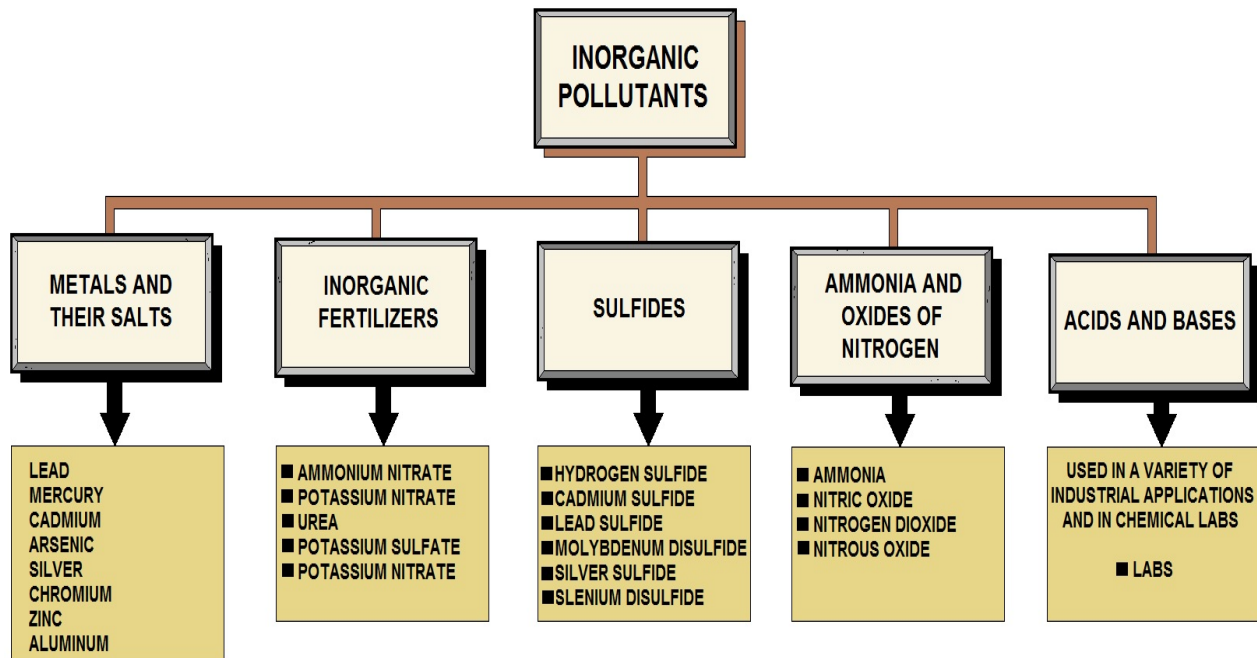 INORGANIC
POLLUTANTS
METALS AND
THEIR SALTS
INORGANIC
FERTILIZERS
SULFIDES
AMMONIA AND
OXIDES OF
NITROGEN
ACIDS AND BASES
LEAD
MERCURY
CADMIUM
ARSENIC
SILVER
CHROMIUM
ZINC
ALUMINUM
■ AMMONIUM NITRATE
■ POTASSIUM NITRATE
■ UREA
■ POTASSIUM SULFATE
■ POTASSIUM NITRATE
■ HYDROGEN SULFIDE
■ CADMIUM SULFIDE
■ LEAD SULFIDE
■ MOLYBDENUM DISULFIDE
■ SILVER SULFIDE
■ SLENIUM DISULFIDE
■ AMMONIA
■ NITRIC OXIDE
■ NITROGEN DIOXIDE
■ NITROUS OXIDE
USED IN A VARIETY OF
INDUSTRIAL APPLICATIONS
AND IN CHEMICAL LABS
■ LABS